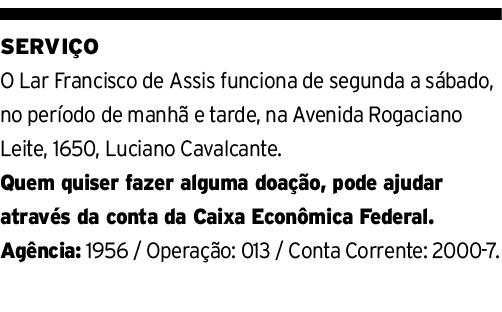 SERVIÇO
O Lar Francisco de Assis funciona de segunda a sábado,
no período de manhã e tarde, na Avenida Rogaciano
Leite, 1650, Luciano Cavalcante.
Quem quiser fazer alguma doação, pode ajudar
através da conta da Caixa Econômica Federal.
Agência: 1956 / Operação: 013 / Conta Corrente: 2000-7.